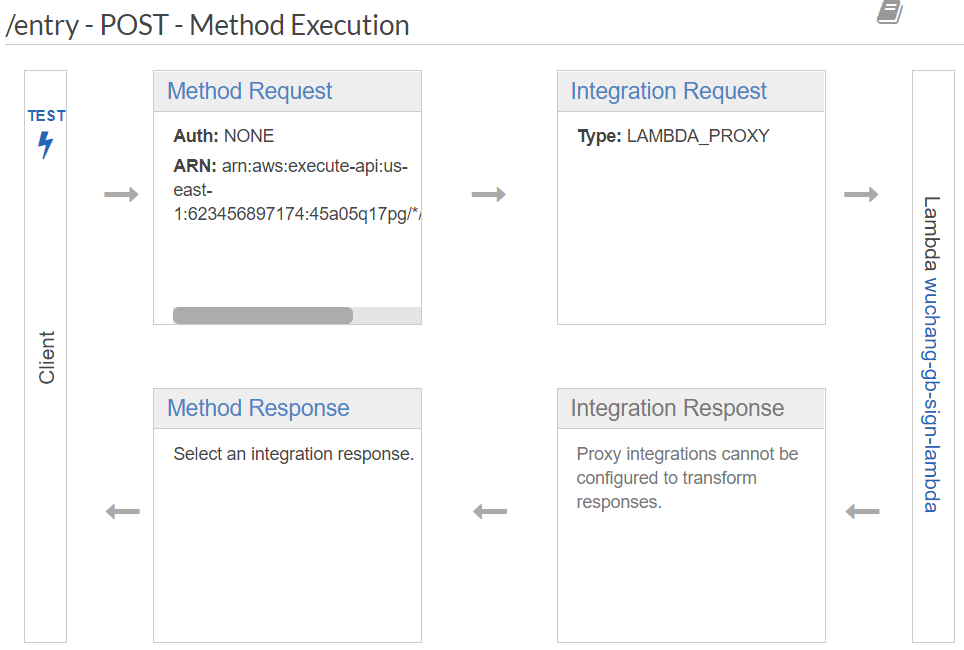 /entry - POST - Method Execution
TEST
Client
Method Request
Auth: NONE
ARN: arn:aws:execute-api:us-
east-
1:623456897174:45a05q17pg/*/
Integration Request
Type: LAMBDA_PROXY
Lambda wuchang-gb-sign-lambda
Method Response
Select an integration response.
Integration Response
Proxy integrations cannot be
configured to transform
responses.